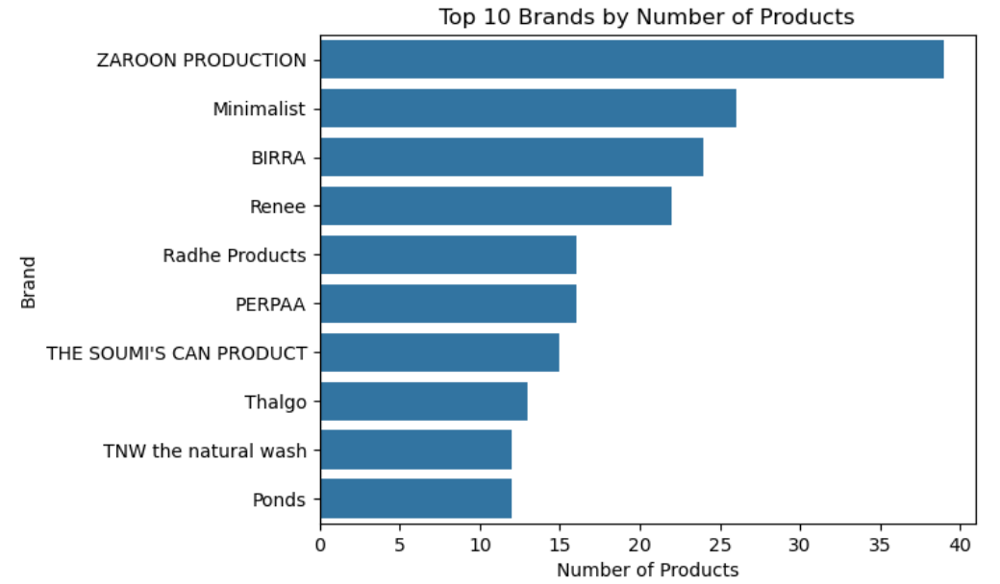 Top 10 Brands by Number of Products
Brand
ZAROON PRODUCTION
Minimalist
BIRRA
Renee
Radhe Products
PERPAA
THE SOUMI'S CAN PRODUCT
Thalgo
TNW the natural wash
Ponds
0 5 10 15 20 25 30 35 40
Number of Products